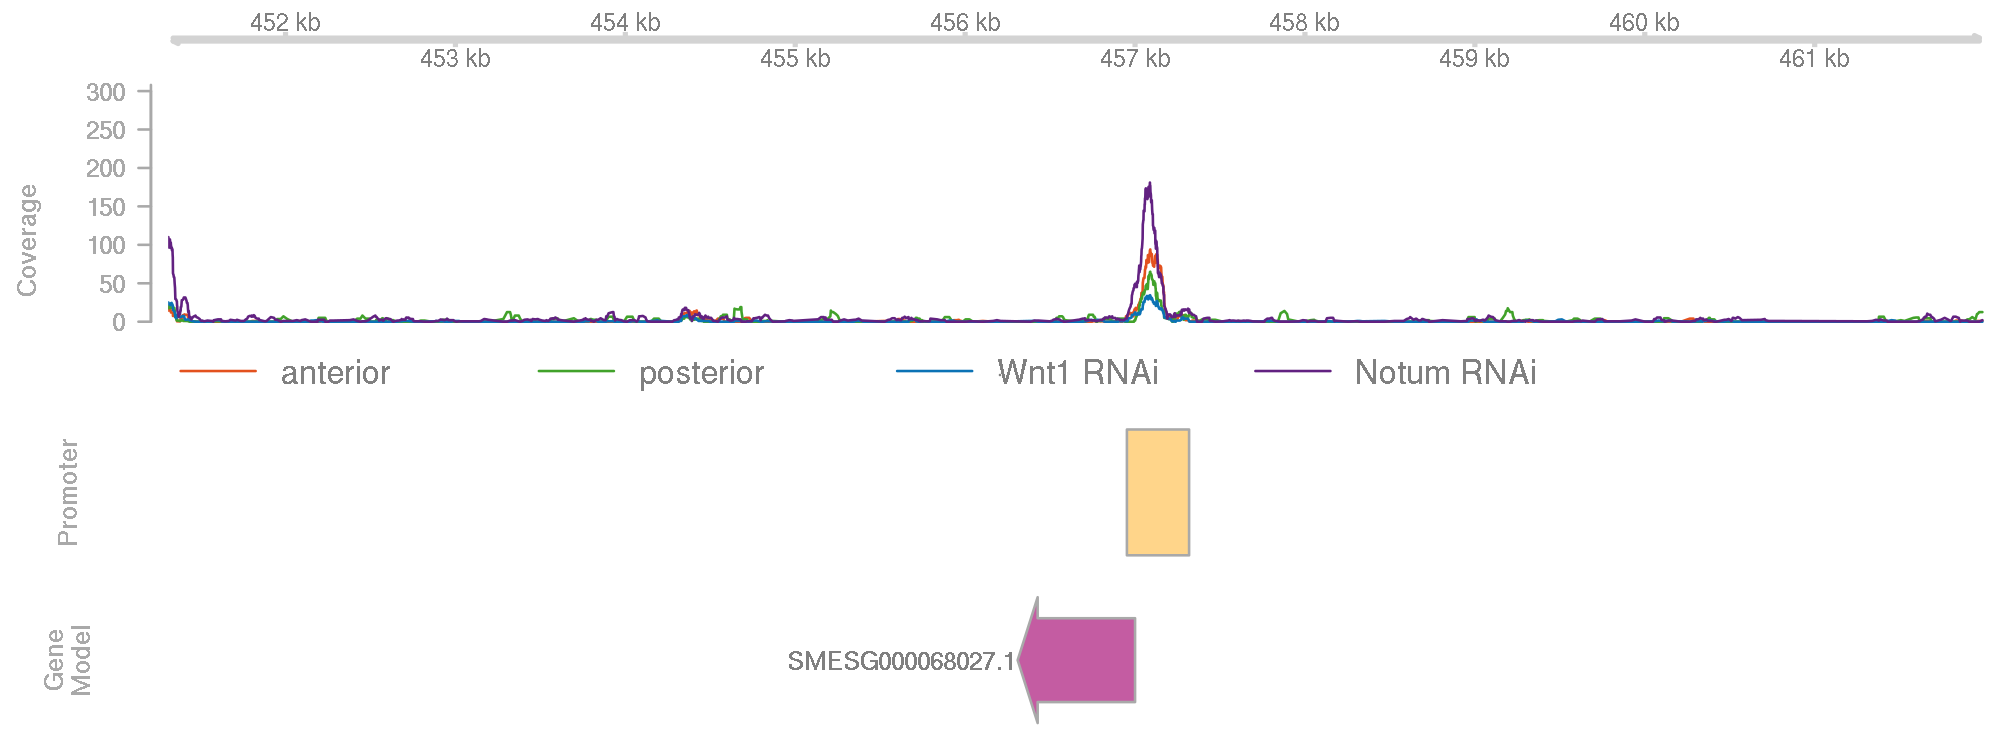 452 kb 454 kb 456 kb 458 kb 460 kb
453 kb 455 kb 457 kb 459 kb 461 kb
300
250
200
150
100
50
0
Coverage
anterior posterior Wnt1 RNAi Notum RNAi
Promoter
Gene
Model
SMESG000068027.1